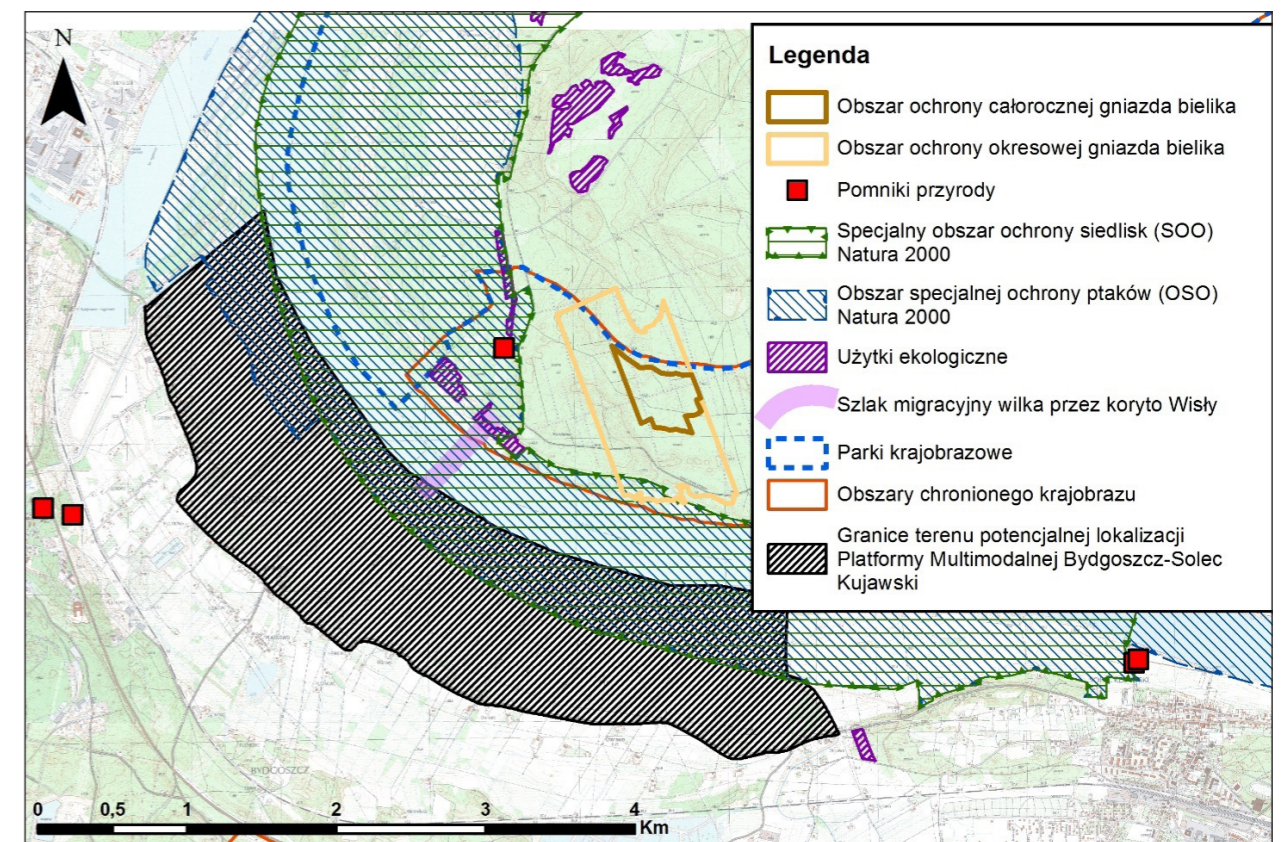 N
Legenda
Obszar ochrony całorocznej gniazda bielika
Obszar ochrony okresowej gniazda bielika
Pomniki przyrody
Specjalny obszar ochrony siedlisk (SOO)
Natura 2000
Obszar specjalnej ochrony ptaków (OSO)
Natura 2000
Użytki ekologiczne
Szlak migracyjny wilka przez koryto Wisły
Parki krajobrazowe
Obszary chronionego krajobrazu
Granice terenu potencjalnej lokalizacji
Platformy Multimodalnej Bydgoszcz-Solec
Kujawski
BYDGOSZCZ
0 0,5 1 2 3 4
Km